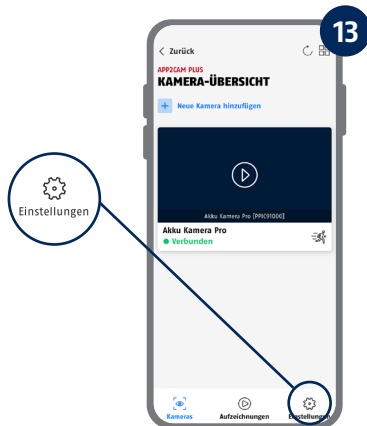 13
Zurück
APP2CAM PLUS
KAMERA-ÜBERSICHT
+ Neue Kamera hinzufügen
Akku Kamera Pro [PPIC91000]
Akku Kamera Pro
Verbunden
Einstellungen
Kameras Aufzeichnungen Einstellungen